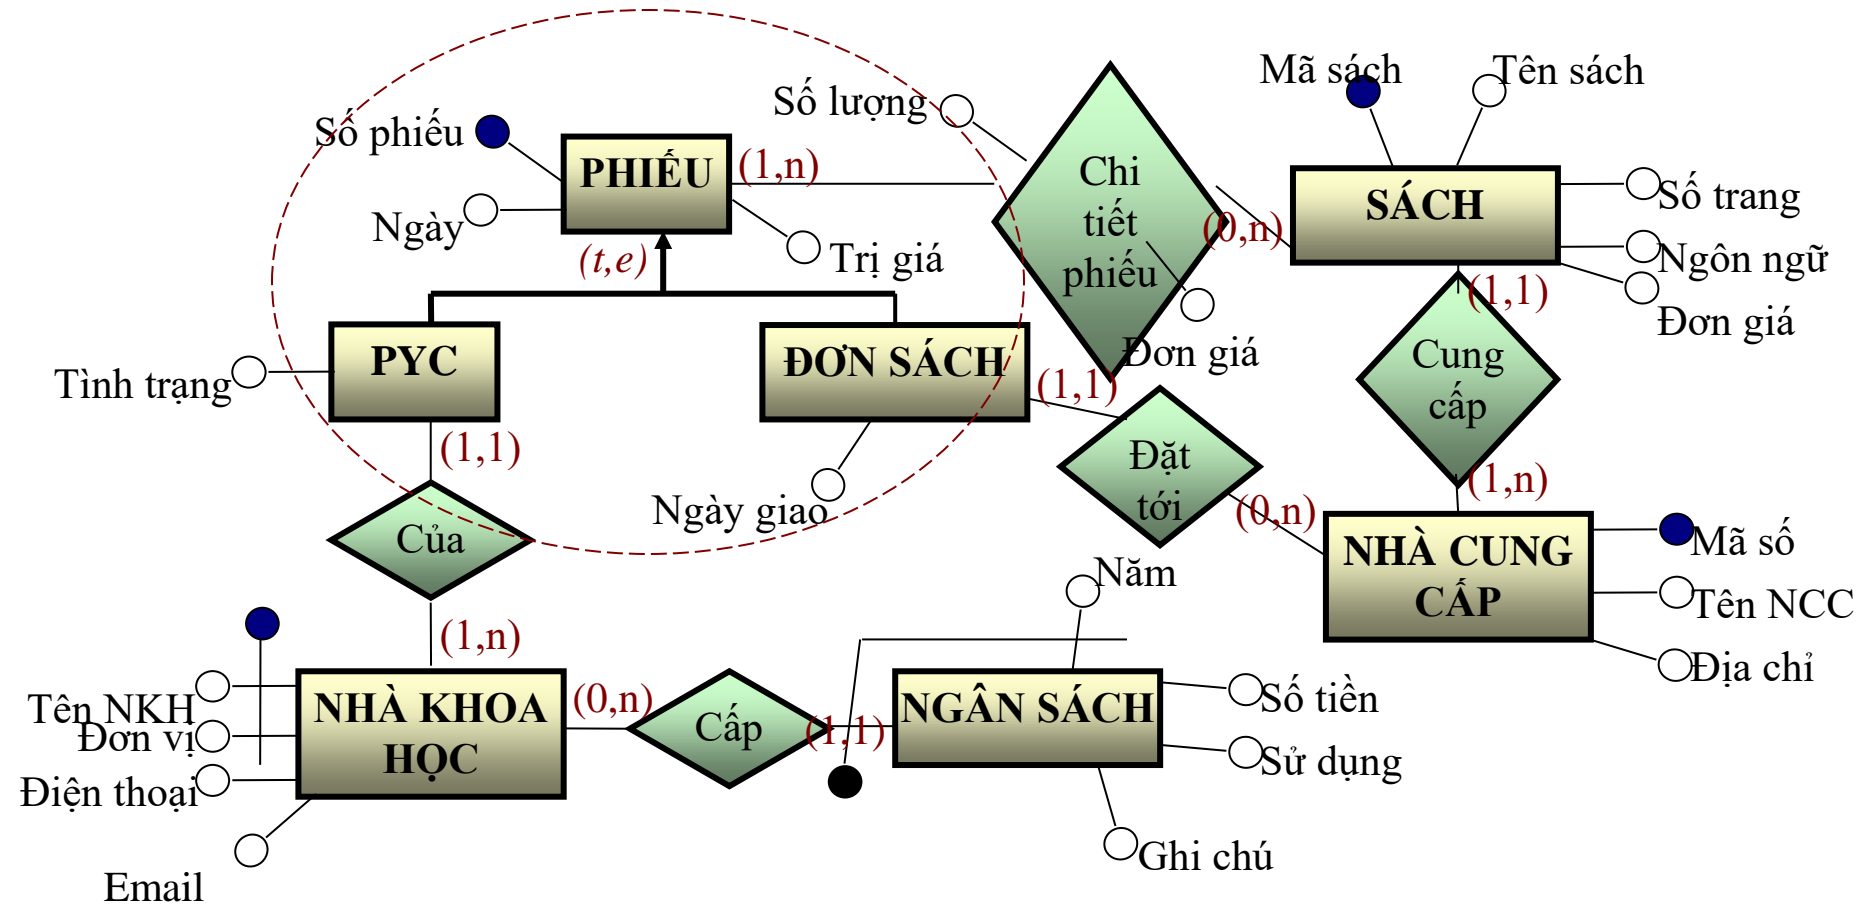 Mã sách
Tên sách
Số lượng
Số phiếu
PHIẾU
(1,n)
Chi
tiết
phiếu
SÁCH
Số trang
Ngày
(t,e)
Trị giá
(0,n)
Ngôn ngữ
(1,1)
Đơn giá
PYC
ĐƠN SÁCH
Đơn giá
Cung
cấp
Tình trạng
(1,1)
(1,1)
Đặt
tới
(1,n)
Ngày giao
(0,n)
Của
NHÀ CUNG
CẤP
Mã số
Năm
Tên NCC
(1,n)
Địa chỉ
Tên NKH
Đơn vị
Điện thoại
NHÀ KHOA
HỌC
(0,n)
Cấp
(1,1)
NGÂN SÁCH
Số tiền
Sử dụng
Ghi chú
Email